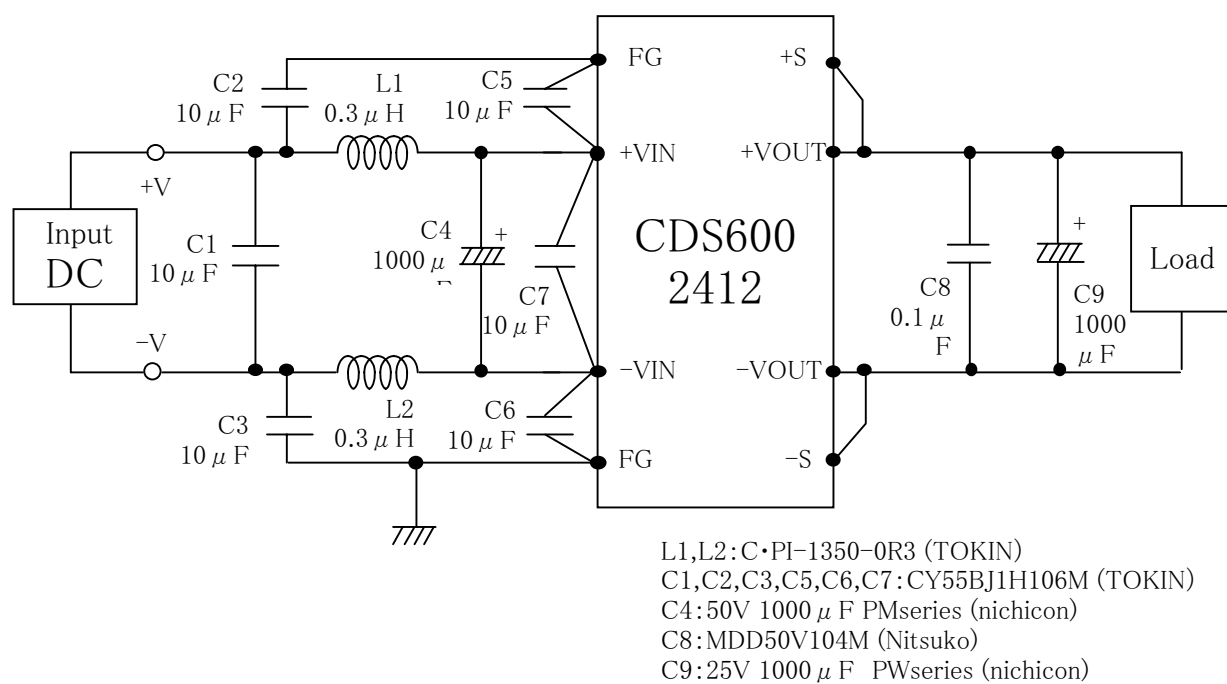 FG
+S
C2
10μF
L1
0.3μH
C5
10μF
+VIN
+VOUT
+V
Input
DC
C1
10μF
C4
1000μ
C7
10μF
CDS600
2412
C8
0.1μ
F
C9
1000
μF
Load
-V
-VIN
-VOUT
C3
10μF
L2
0.3μH
C6
10μF
FG
-S
+
+
L1,L2:C・PI-1350-0R3 (TOKIN)
C1,C2,C3,C5,C6,C7:CY55BJ1H106M (TOKIN)
C4:50V 1000μF PMseries (nichicon)
C8:MDD50V104M (Nitsuko)
C9:25V 1000μF PWseries (nichicon)